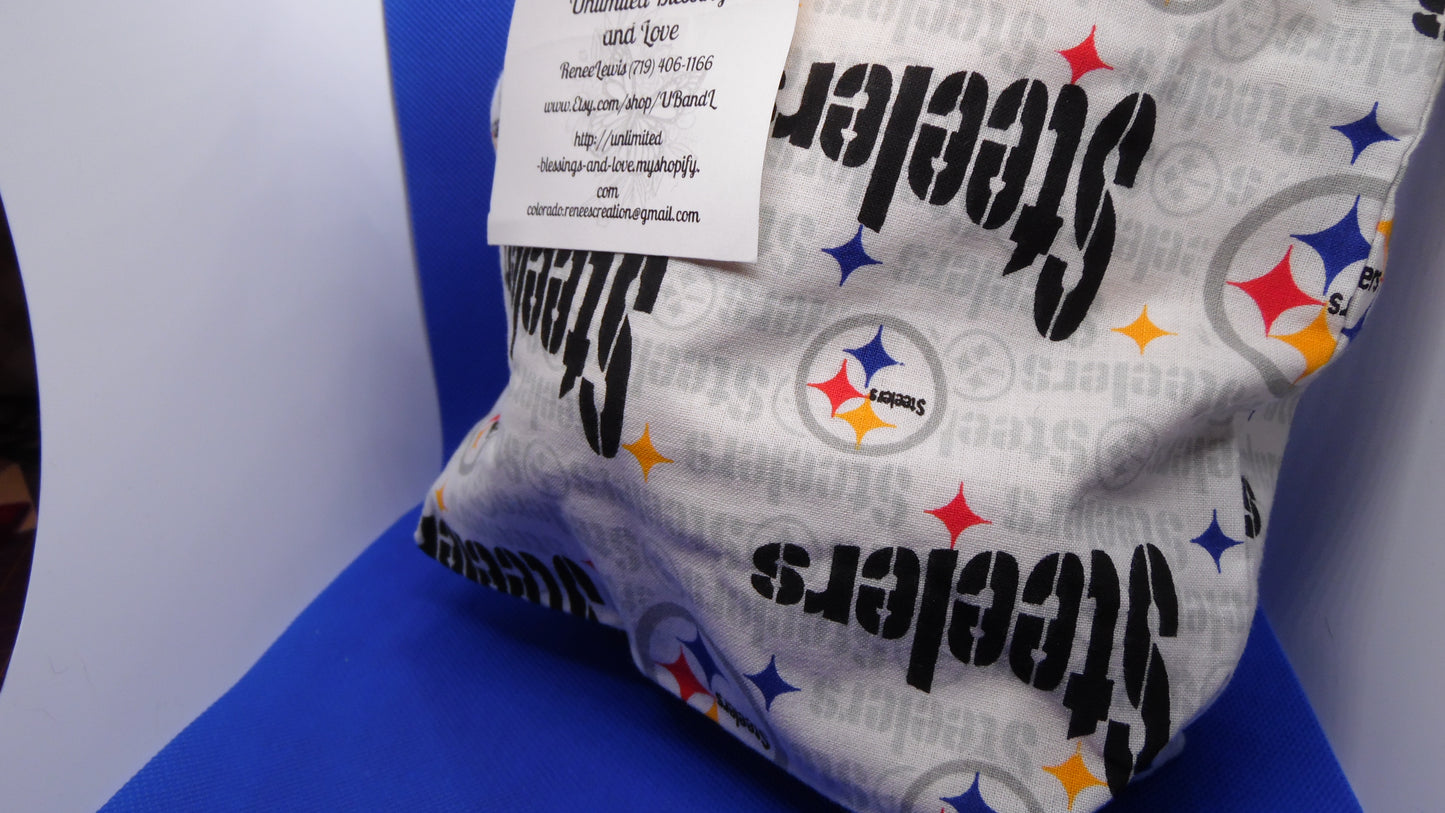 Unlimited Blessing
and Love
ReneeLewis (719) 406-1166
www.Etsy.com/shop/UBandL
http://unlimited
-blessings-and-love.myshopify.
com
colorado.reneescreation@gmail.com
Steelers
Steelers
Steelers
Steelers
Steelers